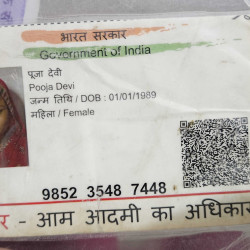 भारत सरकार
Government of India
पूजा देवी
Pooja Devi
जन्म तिथि / DOB : 01/01/1989
महिला / Female
9852 3548 7448
र - आम आदमी का अधिकार